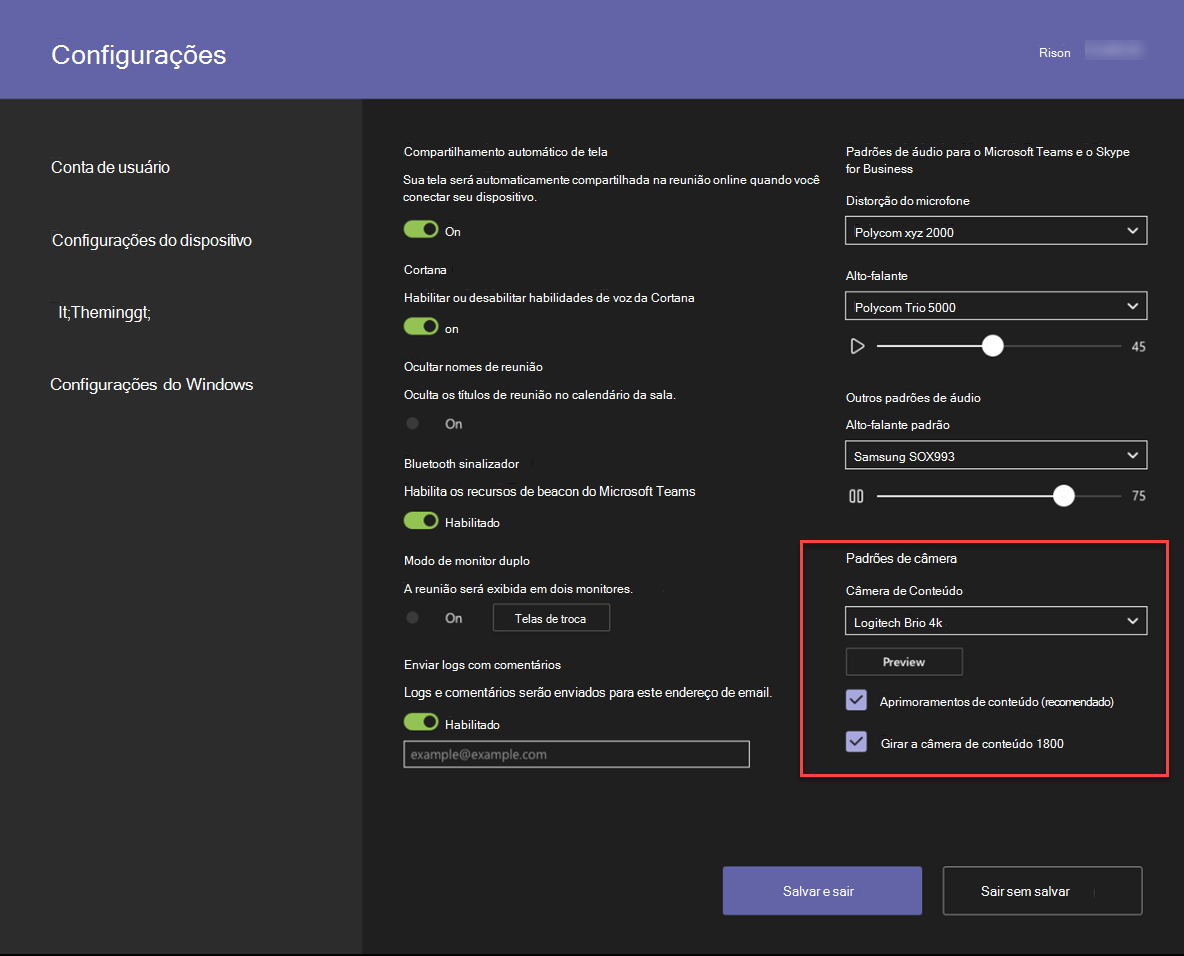 Configurações
Rison
Conta de usuário
Configurações do dispositivo
lt;Theminggt;
Configurações do Windows
Compartilhamento automático de tela
Sua tela será automaticamente compartilhada na reunião online quando você
conectar seu dispositivo.
On
Cortana
Habilitar ou desabilitar habilidades de voz da Cortana
on
Ocultar nomes de reunião
Oculta os títulos de reunião no calendário da sala.
On
Bluetooth sinalizador
Habilita os recursos de beacon do Microsoft Teams
Habilitado
Modo de monitor duplo
A reunião será exibida em dois monitores.
On
Telas de troca
Enviar logs com comentários
Logs e comentários serão enviados para este endereço de email.
Habilitado
example@example.com
Padrões de áudio para o Microsoft Teams e o Skype
for Business
Distorção do microfone
Polycom xyz 2000
Alto-falante
Polycom Trio 5000
45
Outros padrões de áudio
Alto-falante padrão
Samsung SOX993
75
Padrões de câmera
Câmera de Conteúdo
Logitech Brio 4k
Preview
Aprimoramentos de conteúdo (recomendado)
Girar a câmera de conteúdo 1800
Salvar e sair
Sair sem salvar